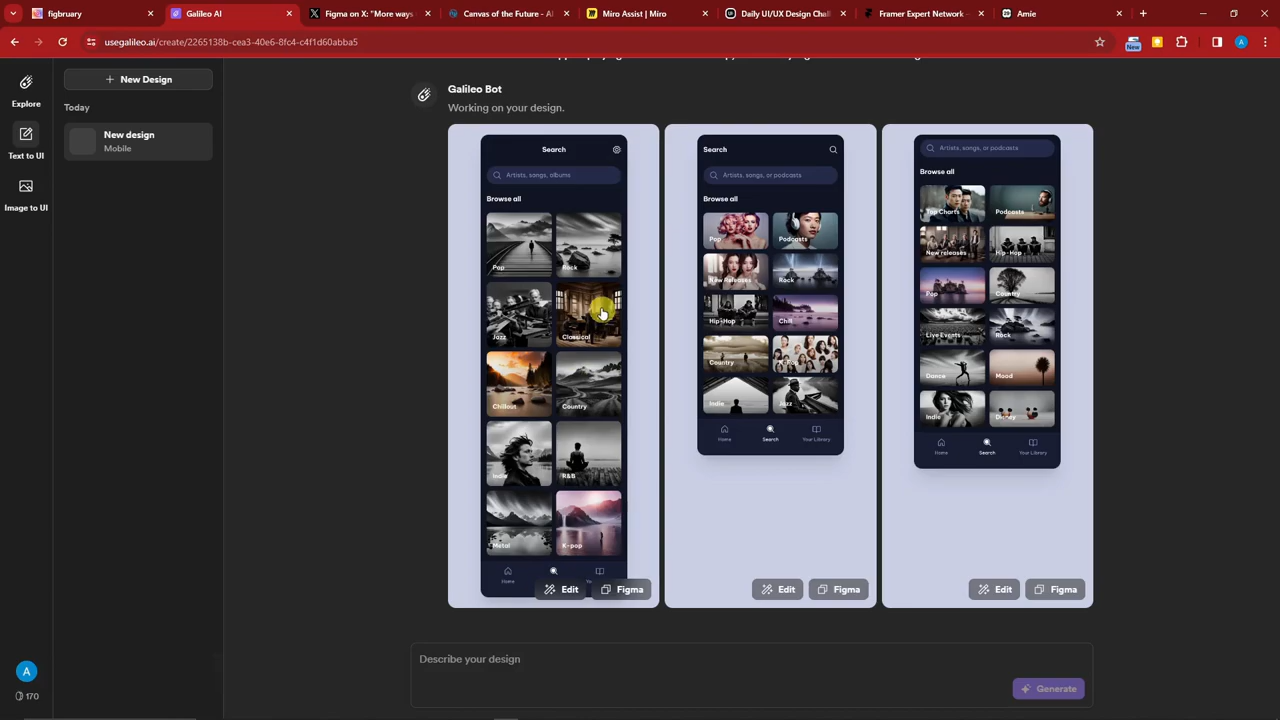 figbruary
Galileo AI
Figma on X: "More ways
Canvas of the Future - A
Miro Assist | Miro
Daily UI/UX Design Chal
Framer Expert Network -
Amie
usegalileo.ai/create/2265138b-cea3-40e6-8fc4-c4f1d60abba5
New
A
Explore
Text to UI
Image to UI
A
170
New Design
Today
New design
Mobile
Galileo Bot
Working on your design.
Search
Artists, songs, albums
Browse all
Pop
Rock
Jazz
Classical
Chillout
Country
Indie
R&B
Metal
K-pop
Home
Edit
Figma
Search
Artists, songs, or podcasts
Browse all
Pop
Podcasts
New Releases
Rock
Hip-Hop
Chill
Country
K-Pop
Indie
Jazz
Home
Search
Your Library
Edit
Figma
Artists, songs, or podcasts
Browse all
Top Charts
Podcasts
New releases
Hip-Hop
Pop
Country
Live Events
Rock
Dance
Mood
Indie
Disney
Home
Search
Your Library
Edit
Figma
Describe your design
Generate